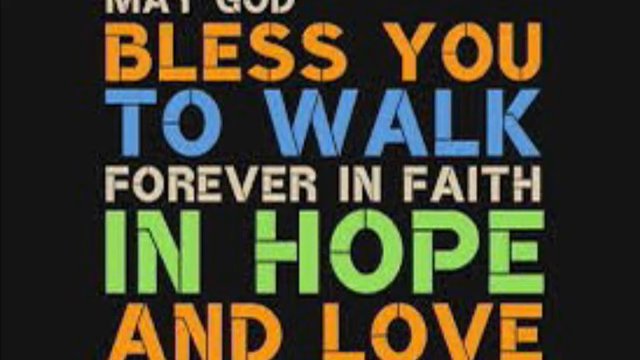 MAY GOD
BLESS YOU
TO WALK
FOREVER IN FAITH
IN HOPE
AND LOVE